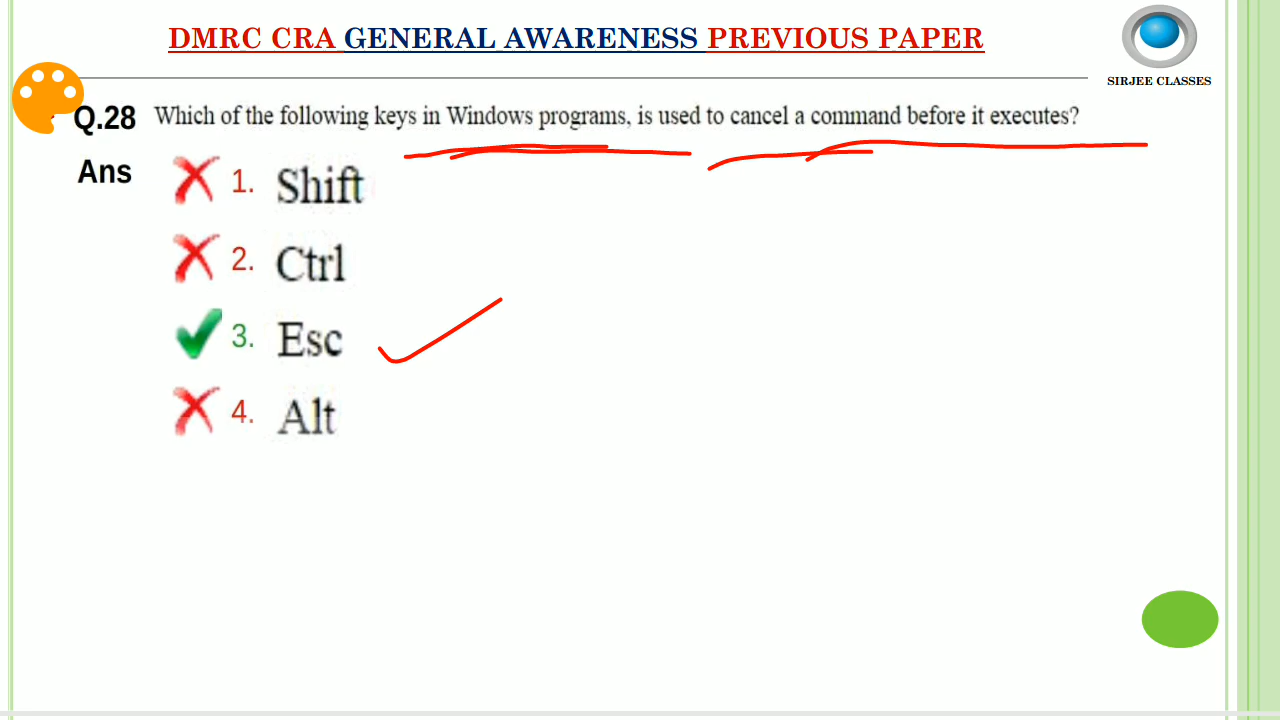 DMRC CRA GENERAL AWARENESS PREVIOUS PAPER
SIRJEE CLASSES
Q.28 Which of the following keys in Windows programs, is used to cancel a command before it executes?
Ans
1. Shift
2. Ctrl
3. Esc
4. Alt